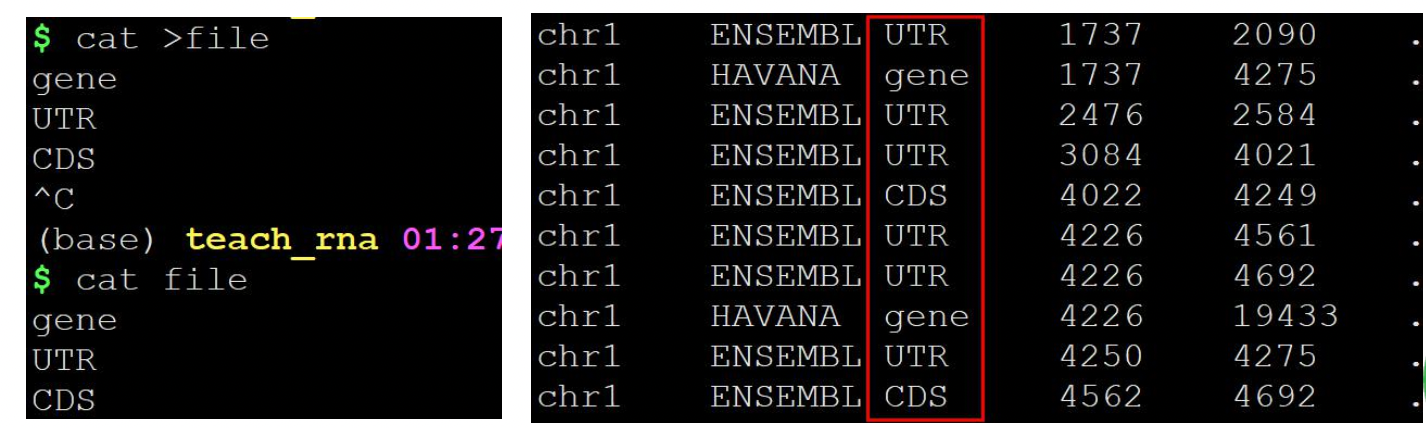 $ cat >file
gene
UTR
CDS
^C
(base) teach_rna 01:27
$ cat file
gene
UTR
CDS
chr1 ENSEMBL UTR 1737 2090 .
chr1 HAVANA gene 1737 4275 .
chr1 ENSEMBL UTR 2476 2584 .
chr1 ENSEMBL UTR 3084 4021 .
chr1 ENSEMBL CDS 4022 4249 .
chr1 ENSEMBL UTR 4226 4561 .
chr1 ENSEMBL UTR 4226 4692 .
chr1 HAVANA gene 4226 19433 .
chr1 ENSEMBL UTR 4250 4275 .
chr1 ENSEMBL CDS 4562 4692 .